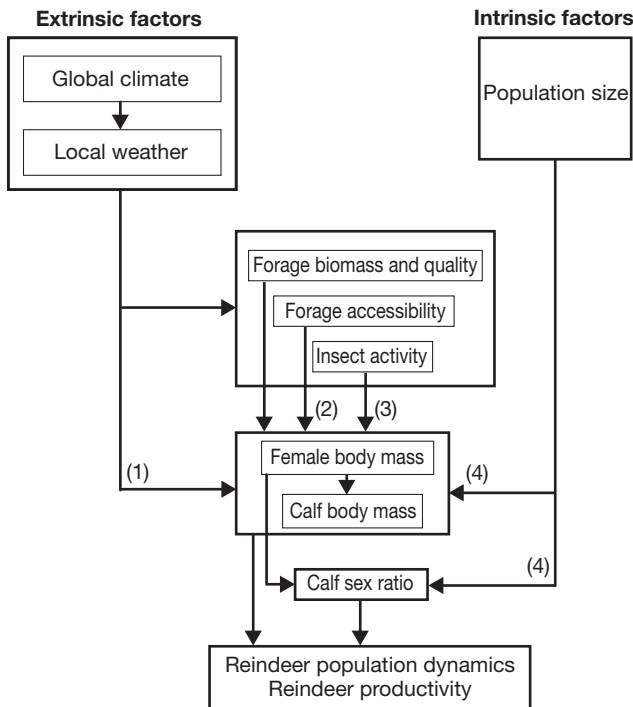 Extrinsic factors
Intrinsic factors
Global climate
Local weather
Population size
Forage biomass and quality
Forage accessibility
Insect activity
(2)
(3)
(1)
Female body mass
(4)
Calf body mass
Calf sex ratio
(4)
Reindeer population dynamics
Reindeer productivity